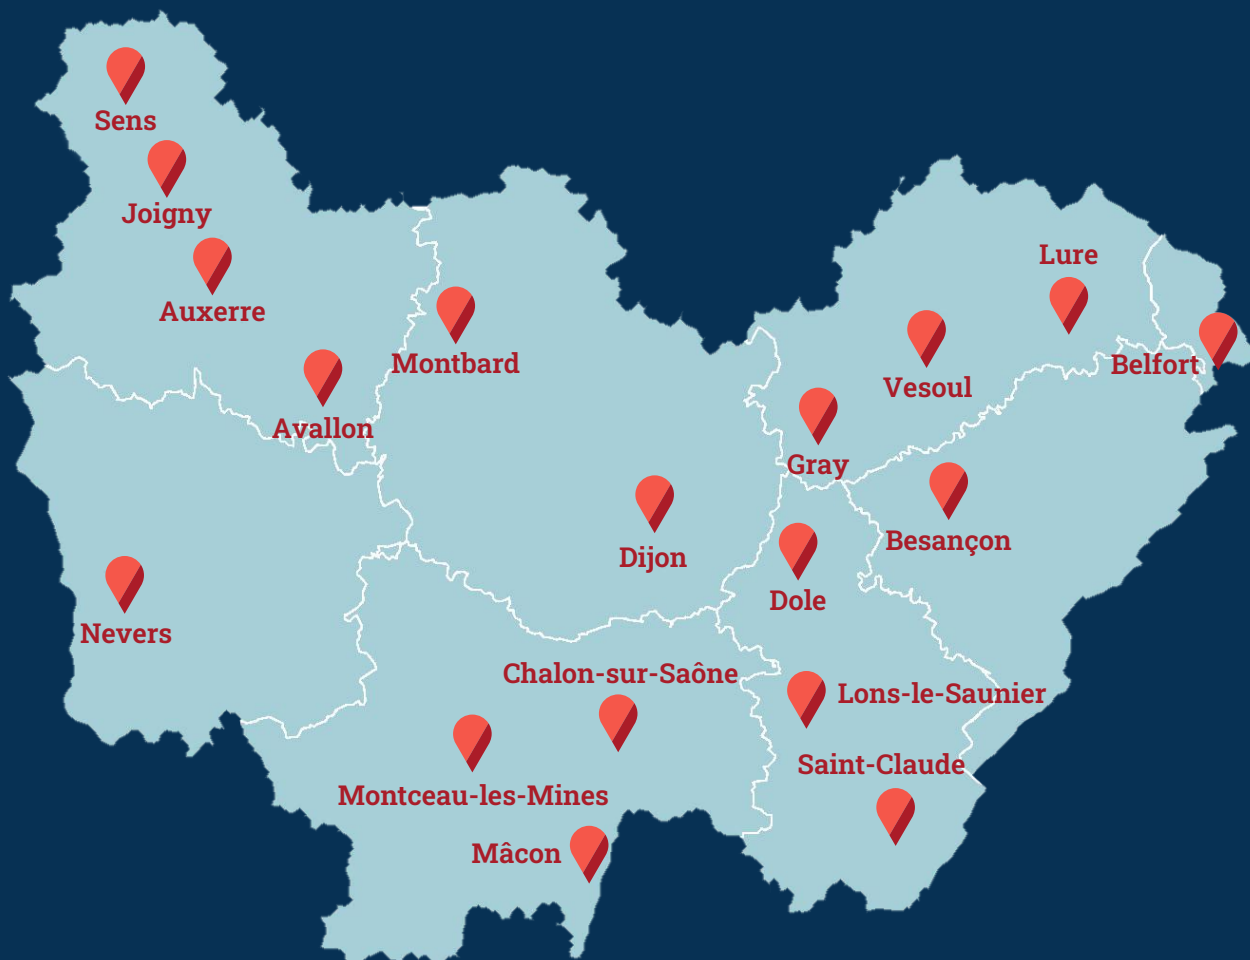 Sens
Joigny
Lure
Auxerre
Montbard
Belfort
Vesoul
Avallon
Gray
Besançon
Dijon
Dole
Nevers
Chalon-sur-Saône
Lons-le-Saunier
Saint-Claude
Montceau-les-Mines
Mâcon